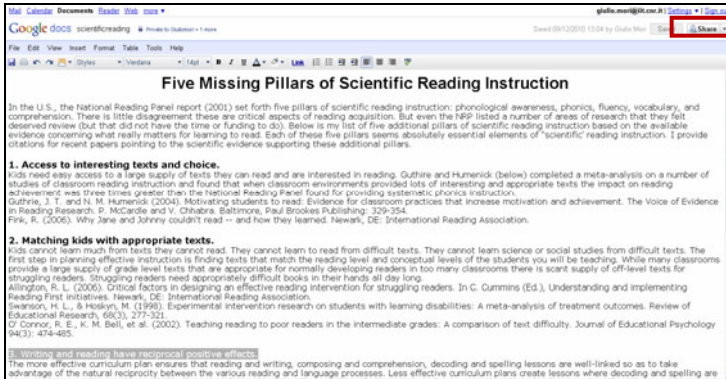 Mail Calendar Documents Reader Web more ▾
giulio.mori@iit.cnr.it | Settings ▾ | Sign ou
Google docs scientificreading Private to Giuliomori + 1 more
Saved 09/12/2010 13:04 by Giulio Mori Share
File Edit View Insert Format Table Tools Help
Styles Verdana 14pt B I U A Link
Five Missing Pillars of Scientific Reading Instruction
In the U.S., the National Reading Panel report (2001) set forth five pillars of scientific reading instruction: phonological awareness, phonics, fluency, vocabulary, and
comprehension. There is little disagreement these are critical aspects of reading acquisition. But even the NRP listed a number of areas of research that they felt
deserved review (but that did not have the time or funding to do). Below is my list of five additional pillars of scientific reading instruction based on the available
evidence concerning what really matters for learning to read. Each of these five pillars seems absolutely essential elements of "scientific' reading instruction. I provide
citations for recent papers pointing to the scientific evidence supporting these additional pillars.
1. Access to interesting texts and choice.
Kids need easy access to a large supply of texts they can read and are interested in reading. Guthire and Humenick (below) completed a meta-analysis on a number of
studies of classroom reading instruction and found that when classroom environments provided lots of interesting and appropriate texts the impact on reading
achievement was three times greater than the National Reading Panel found for providing systematic phonics instruction.
Guthrie, J. T. and N. M. Humenick (2004). Motivating students to read: Evidence for classroom practices that increase motivation and achievement. The Voice of Evidence
in Reading Research. P. McCardle and V. Chhabra. Baltimore, Paul Brookes Publishing: 329-354.
Fink, R. (2006). Why Jane and Johnny couldn't read -- and how they learned. Newark, DE: International Reading Association.
2. Matching kids with appropriate texts.
Kids cannot learn much from texts they cannot read. They cannot learn to read from difficult texts. They cannot learn science or social studies from difficult texts. The
first step in planning effective instruction is finding texts that match the reading level and conceptual levels of the students you will be teaching. While many classrooms
provide a large supply of grade level texts that are appropriate for normally developing readers in too many classrooms there is scant supply of off-level texts for
struggling readers. Struggling readers need appropriately difficult books in their hands all day long.
Allington, R. L. (2006). Critical factors in designing an effective reading intervention for struggling readers. In C. Cummins (Ed.), Understanding and Implementing
Reading First initiatives. Newark, DE: International Reading Association.
Swanson, H. L., & Hoskyn, M. (1998). Experimental intervention research on students with learning disabilities: A meta-analysis of treatment outcomes. Review of
Educational Research, 68(3), 277-321.
O' Connor, R. E., K. M. Bell, et al. (2002). Teaching reading to poor readers in the intermediate grades: A comparison of text difficulty. Journal of Educational Psychology
94(3): 474-485.
3. Writing and reading have reciprocal positive effects.
The more effective curriculum plan ensures that reading and writing, composing and comprehension, decoding and spelling lessons are well-linked so as to take
advantage of the natural reciprocity between the various reading and language processes. Less effective curriculum plans create lessons where decoding and spelling are